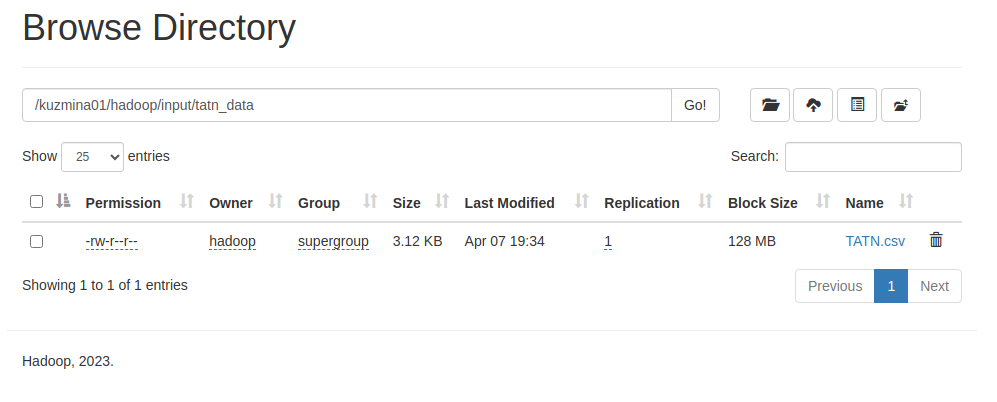 Browse Directory
/kuzmina01/hadoop/input/tatn_data Go!
Show 25 entries Search:
Permission Owner Group Size Last Modified Replication Block Size Name
-rw-r--r-- hadoop supergroup 3.12 KB Apr 07 19:34 1 128 MB TATN.csv
Showing 1 to 1 of 1 entries Previous 1 Next
Hadoop, 2023.